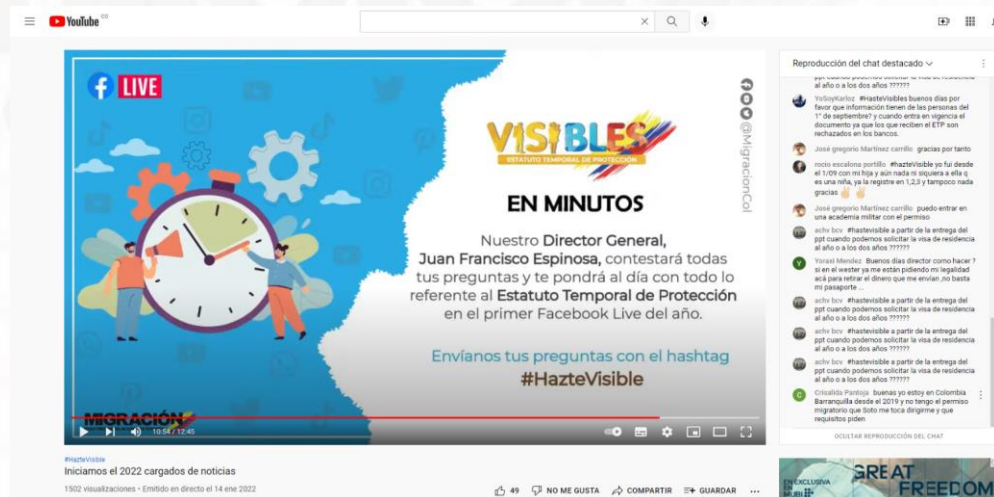 YouTube CO
LIVE
VISIBLES
ESTATUTO TEMPORAL DE PROTECCIÓN
EN MINUTOS
Nuestro Director General,
Juan Francisco Espinosa, contestará todas
tus preguntas y te pondrá al día con todo lo
referente al Estatuto Temporal de Protección
en el primer Facebook Live del año.
Envíanos tus preguntas con el hashtag
#HazteVisible
@MigracionCol
MIGRACIÓN
10:54 / 12:45
#HazteVisible
Iniciamos el 2022 cargados de noticias
1502 visualizaciones • Emitido en directo el 14 ene 2022
49 NO ME GUSTA COMPARTIR GUARDAR
Reproducción del chat destacado
ppt cuando podemos solicitar la visa de residencia
al año o a los dos años ??????
YoSoyKarloz #HasteVisibles buenos días por
favor que información tienen de las personas del
1° de septiembre? y cuando entra en vigencia el
documento ya que los que reciben el ETP son
rechazados en los bancos.
José gregorio Martínez carrillo gracias por tanto
rocio escalona portillo #hazteVisible yo fui desde
el 1/09 con mi hija y aún nada ni siquiera a ella q
es una niña, ya la registre en 1,2,3 y tampoco nada
gracias
José gregorio Martínez carrillo puedo entrar en
una academia militar con el permiso
achv bcv #hastevisible a partir de la entrega del
ppt cuando podemos solicitar la visa de residencia
al año o a los dos años ??????
Yoraxi Mendez Buenos días director como hacer ?
si en el wester ya me están pidiendo mi legalidad
acá para retirar el dinero que me envian ,no basta
mi pasaporte ...
achv bcv #hastevisible a partir de la entrega del
ppt cuando podemos solicitar la visa de residencia
al año o a los dos años ??????
achv bcv #hastevisible a partir de la entrega del
ppt cuando podemos solicitar la visa de residencia
al año o a los dos años ??????
achv bcv #hastevisible a partir de la entrega del
ppt cuando podemos solicitar la visa de residencia
al año o a los dos años ??????
Crisalida Pantoja buenas yo estoy en Colombia
Barranquilla desde el 2019 y no tengo el permiso
migratorio que Soto me toca dirigirme y que
requisitos piden
OCULTAR REPRODUCCIÓN DEL CHAT
EN EXCLUSIVA
EN MUBI
GREAT
FREEDOM